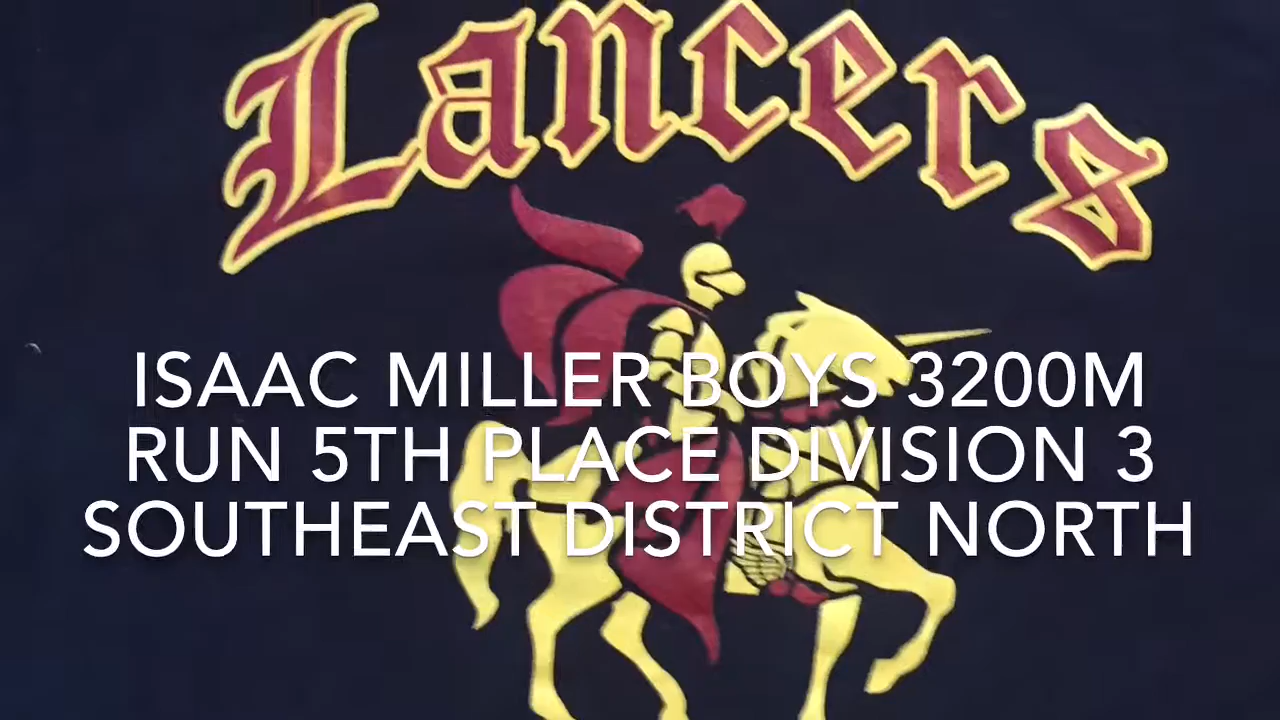 Lancers
ISAAC MILLER BOYS 3200M
RUN 5TH PLACE DIVISION 3
SOUTHEAST DISTRICT NORTH